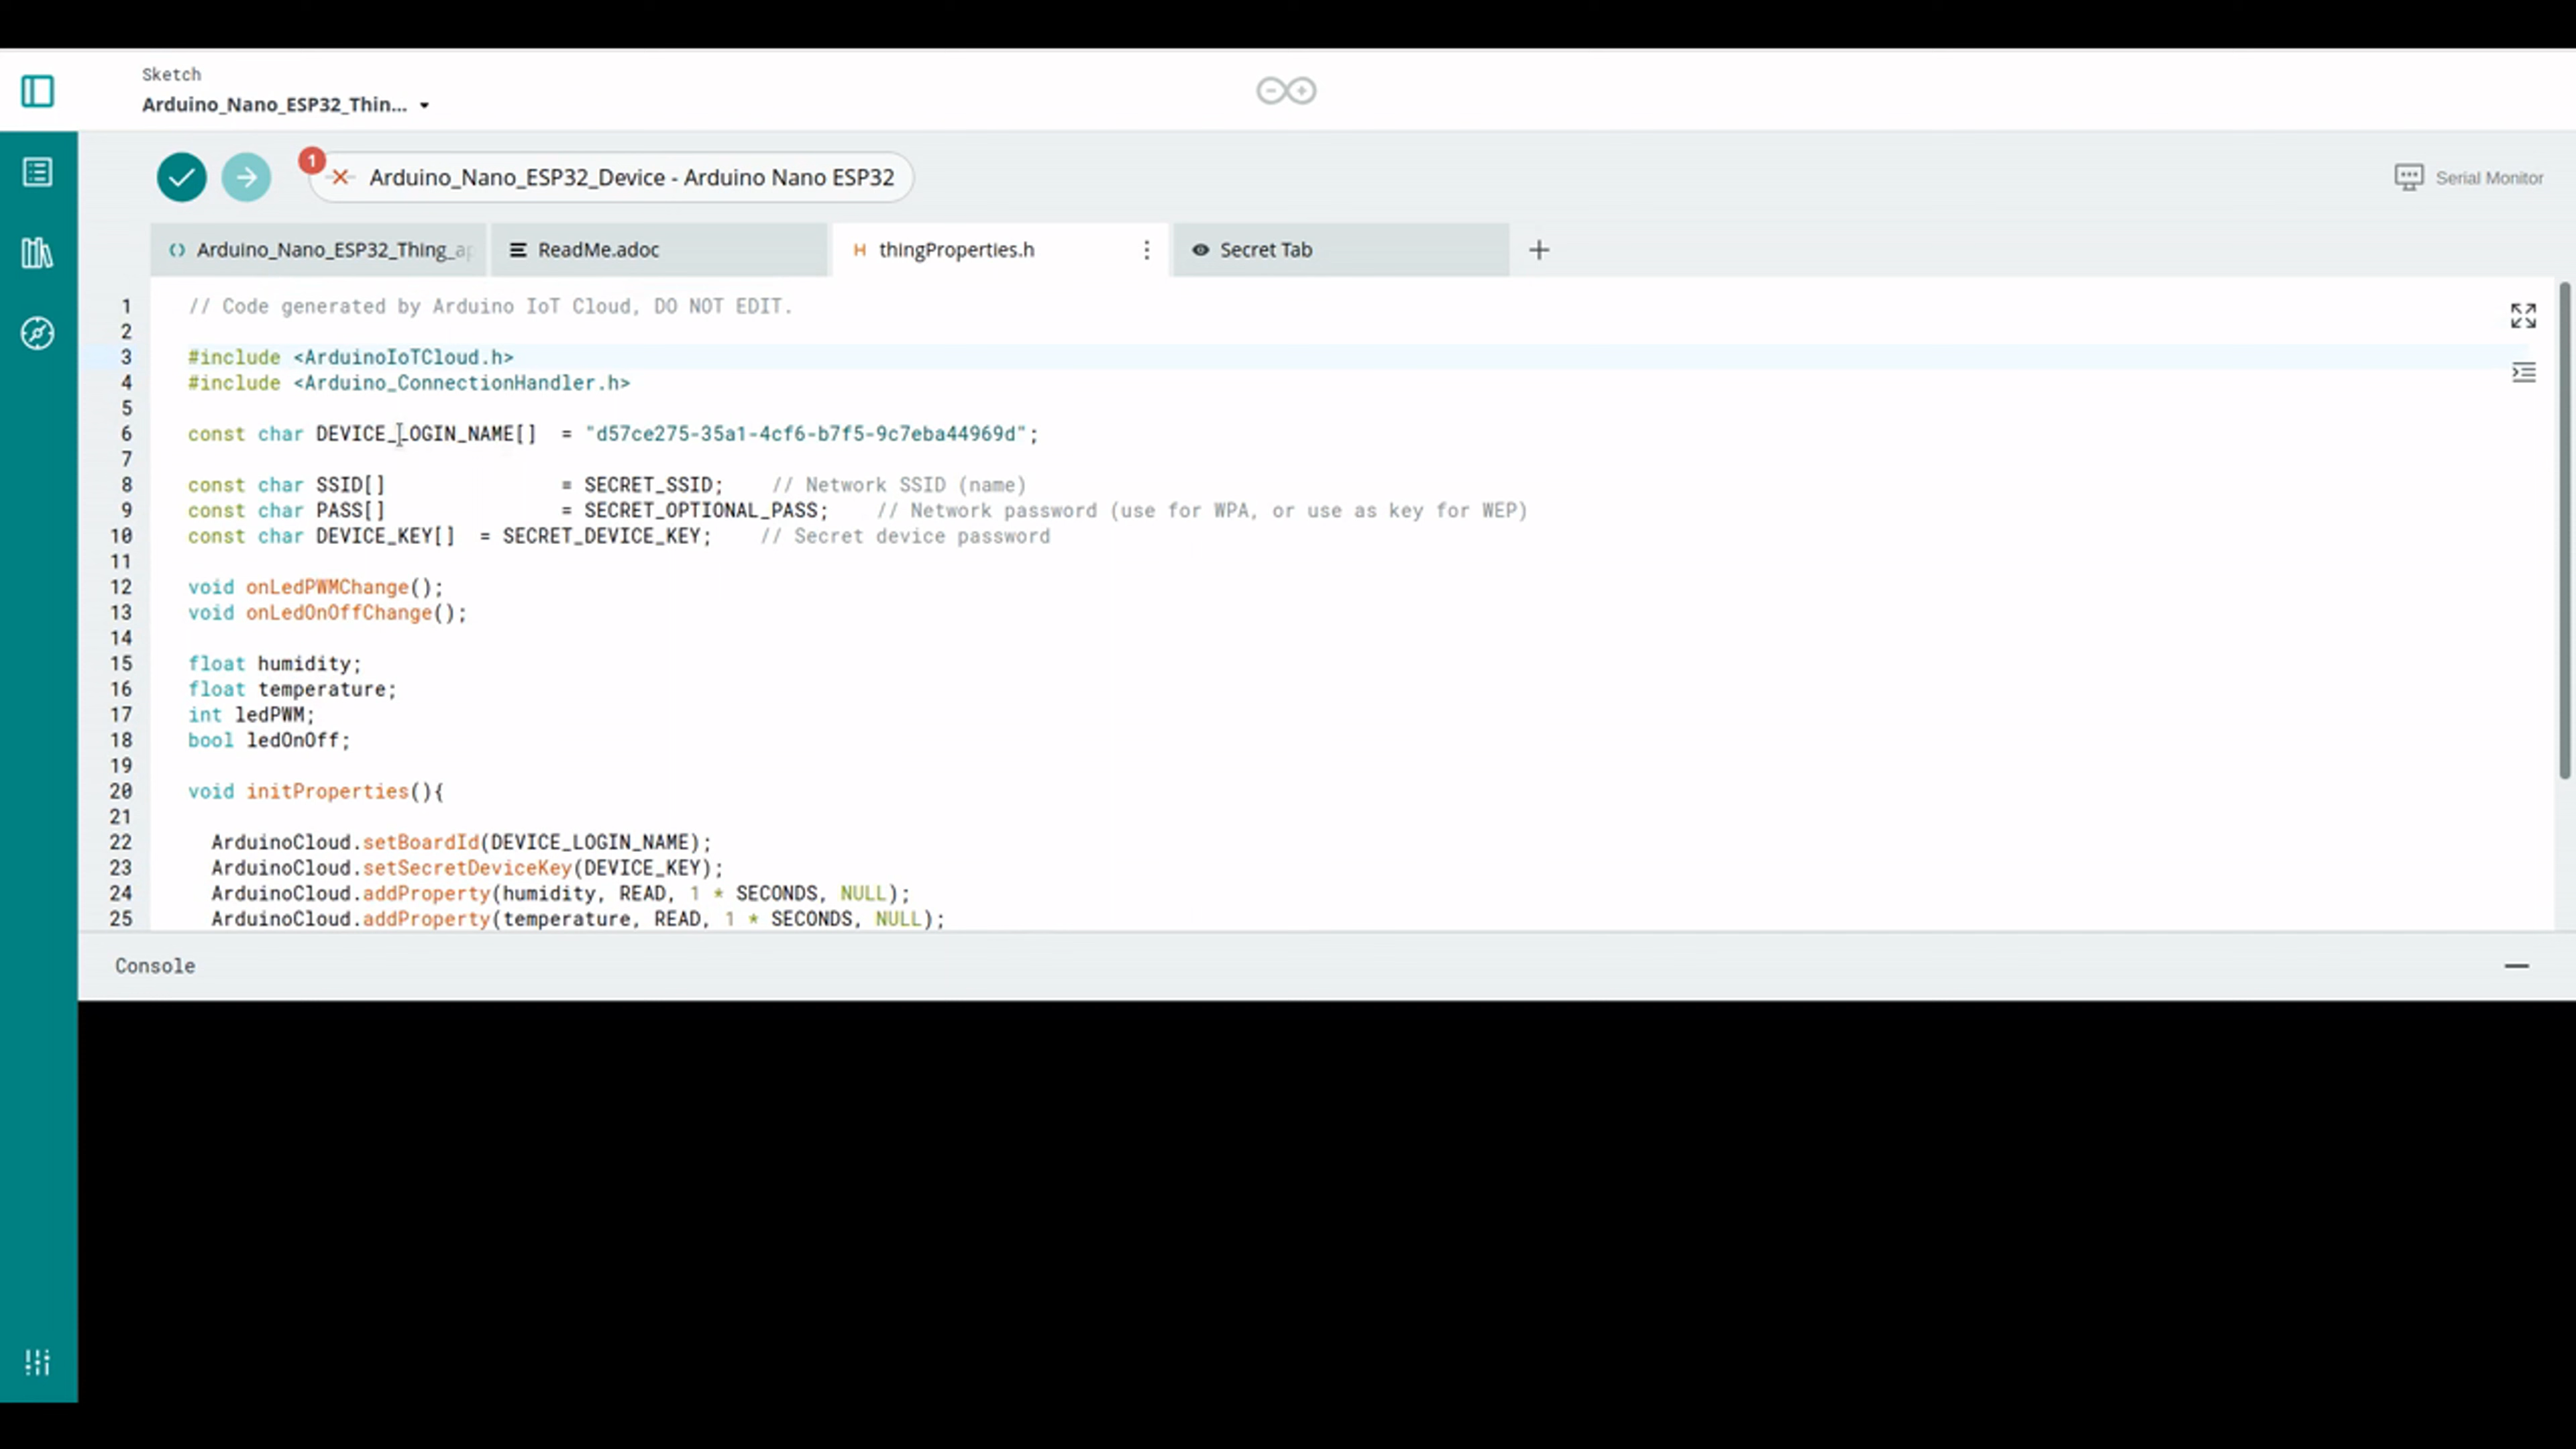 Sketch
Arduino_Nano_ESP32_Thin...
1
Arduino_Nano_ESP32_Device - Arduino Nano ESP32
Serial Monitor
Arduino_Nano_ESP32_Thing_ap
ReadMe.adoc
H thingProperties.h
Secret Tab
1 // Code generated by Arduino IoT Cloud, DO NOT EDIT.
2
3 #include <ArduinoIoTCloud.h>
4 #include <Arduino_ConnectionHandler.h>
5
6 const char DEVICE_LOGIN_NAME[]  = "d57ce275-35a1-4cf6-b7f5-9c7eba44969d";
7
8 const char SSID[]               = SECRET_SSID;    // Network SSID (name)
9 const char PASS[]               = SECRET_OPTIONAL_PASS;    // Network password (use for WPA, or use as key for WEP)
10 const char DEVICE_KEY[]  = SECRET_DEVICE_KEY;    // Secret device password
11
12 void onLedPWMChange();
13 void onLedOnOffChange();
14
15 float humidity;
16 float temperature;
17 int ledPWM;
18 bool ledOnOff;
19
20 void initProperties(){
21
22   ArduinoCloud.setBoardId(DEVICE_LOGIN_NAME);
23   ArduinoCloud.setSecretDeviceKey(DEVICE_KEY);
24   ArduinoCloud.addProperty(humidity, READ, 1 * SECONDS, NULL);
25   ArduinoCloud.addProperty(temperature, READ, 1 * SECONDS, NULL);
Console